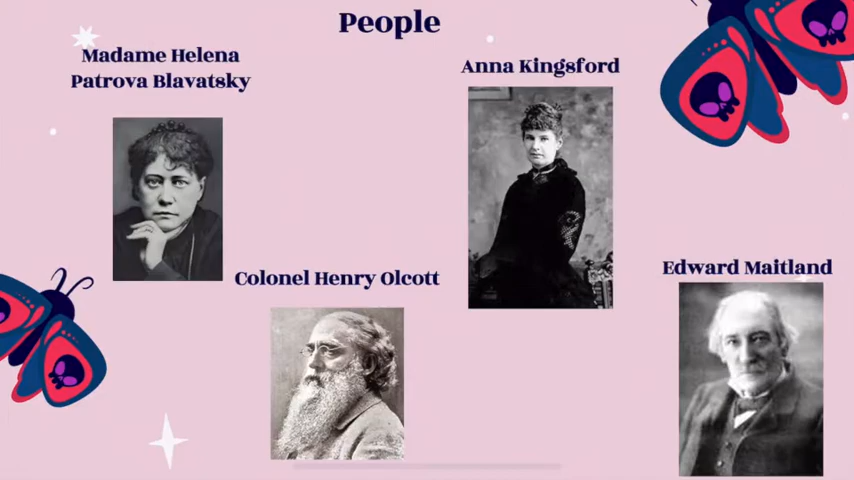 People
Madame Helena
Patrova Blavatsky
Anna Kingsford
Colonel Henry Olcott
Edward Maitland